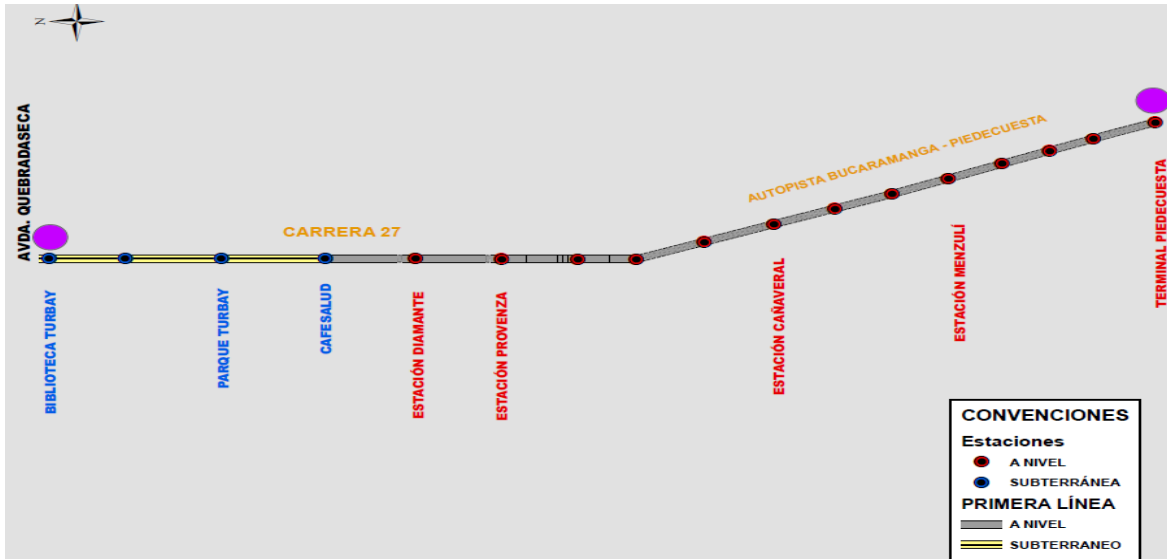 N
AVDA. QUEBRADASECA
CARRERA 27
AUTOPISTA BUCARAMANGA - PIEDECUESTA
BIBLIOTECA TURBAY
PARQUE TURBAY
CAFESALUD
ESTACIÓN DIAMANTE
ESTACIÓN PROVENZA
ESTACIÓN CAÑAVERAL
ESTACIÓN MENZULÍ
TERMINAL PIEDECUESTA
CONVENCIONES
Estaciones
A NIVEL
SUBTERRÁNEA
PRIMERA LÍNEA
A NIVEL
SUBTERRANEO